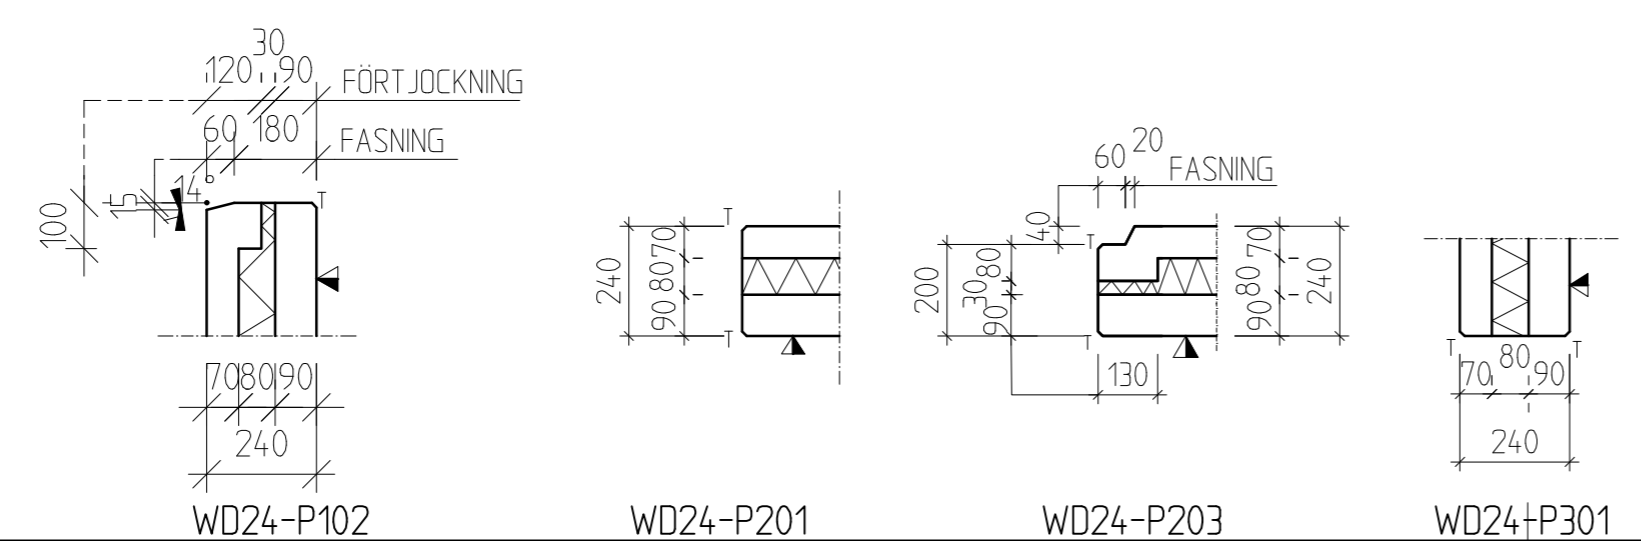 30
120 90 FÖRTJOCKNING
60 180 FASNING
14°
15
100
T
70 80 90
240
WD24-P102
T
240
70
80
90
T
WD24-P201
60 20
FASNING
40
T
200
80
30
90
T
130
70
80
90
240
WD24-P203
T T
70 80 90
240
WD24-P301